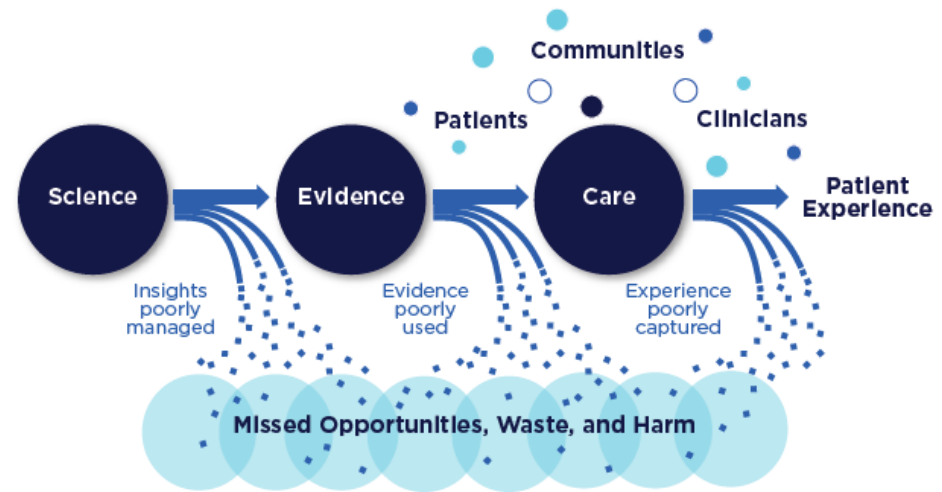 Communities
Patients
Clinicians
Science
Evidence
Care
Patient
Experience
Insights
poorly
managed
Evidence
poorly
used
Experience
poorly
captured
Missed Opportunities, Waste, and Harm